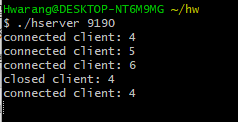 Hwarang@DESKTOP-NT6M9MG ~/hw
$ ./hserver 9190
connected client: 4
connected client: 5
connected client: 6
closed client: 4
connected client: 4